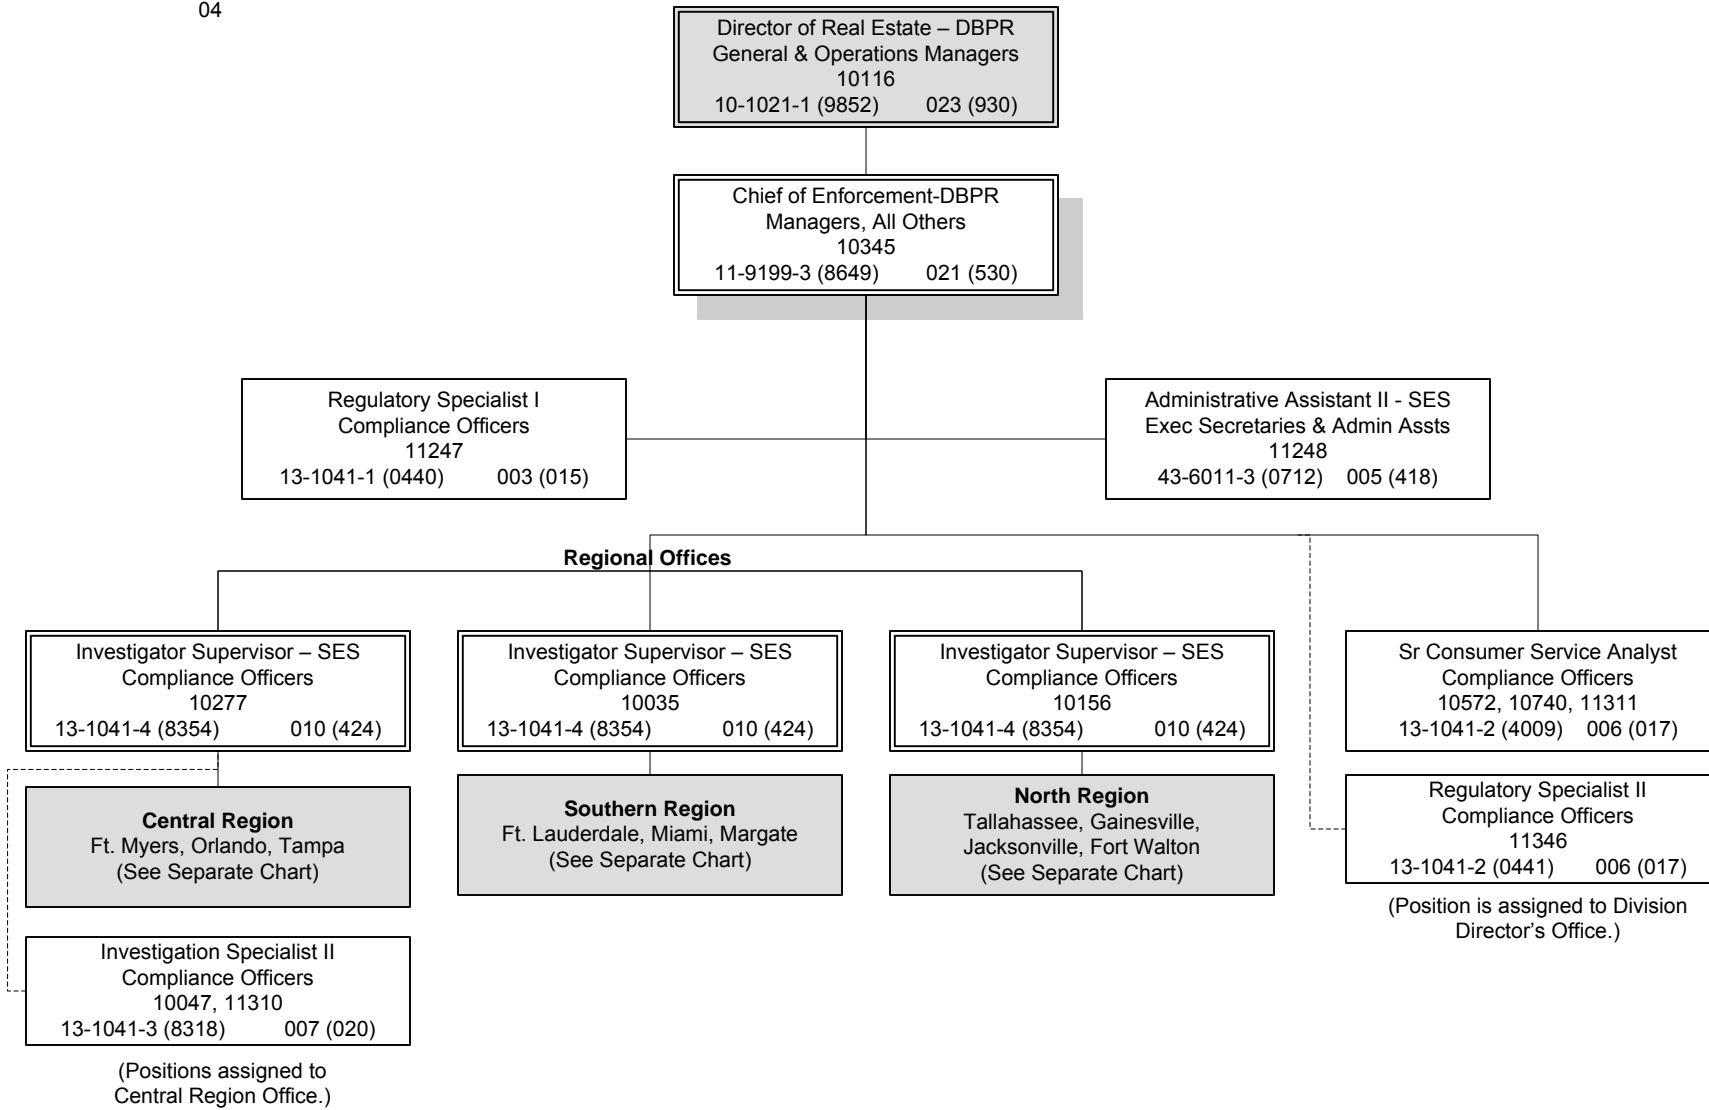 04
Director of Real Estate – DBPR
General & Operations Managers
10116
10-1021-1 (9852) 023 (930)
Chief of Enforcement-DBPR
Managers, All Others
10345
11-9199-3 (8649) 021 (530)
Regulatory Specialist I
Compliance Officers
11247
13-1041-1 (0440) 003 (015)
Administrative Assistant II - SES
Exec Secretaries & Admin Assts
11248
43-6011-3 (0712) 005 (418)
Regional Offices
Investigator Supervisor – SES
Compliance Officers
10277
13-1041-4 (8354) 010 (424)
Investigator Supervisor – SES
Compliance Officers
10035
13-1041-4 (8354) 010 (424)
Investigator Supervisor – SES
Compliance Officers
10156
13-1041-4 (8354) 010 (424)
Sr Consumer Service Analyst
Compliance Officers
10572, 10740, 11311
13-1041-2 (4009) 006 (017)
Central Region
Ft. Myers, Orlando, Tampa
(See Separate Chart)
Southern Region
Ft. Lauderdale, Miami, Margate
(See Separate Chart)
North Region
Tallahassee, Gainesville,
Jacksonville, Fort Walton
(See Separate Chart)
Regulatory Specialist II
Compliance Officers
11346
13-1041-2 (0441) 006 (017)
(Position is assigned to Division
Director's Office.)
Investigation Specialist II
Compliance Officers
10047, 11310
13-1041-3 (8318) 007 (020)
(Positions assigned to
Central Region Office.)